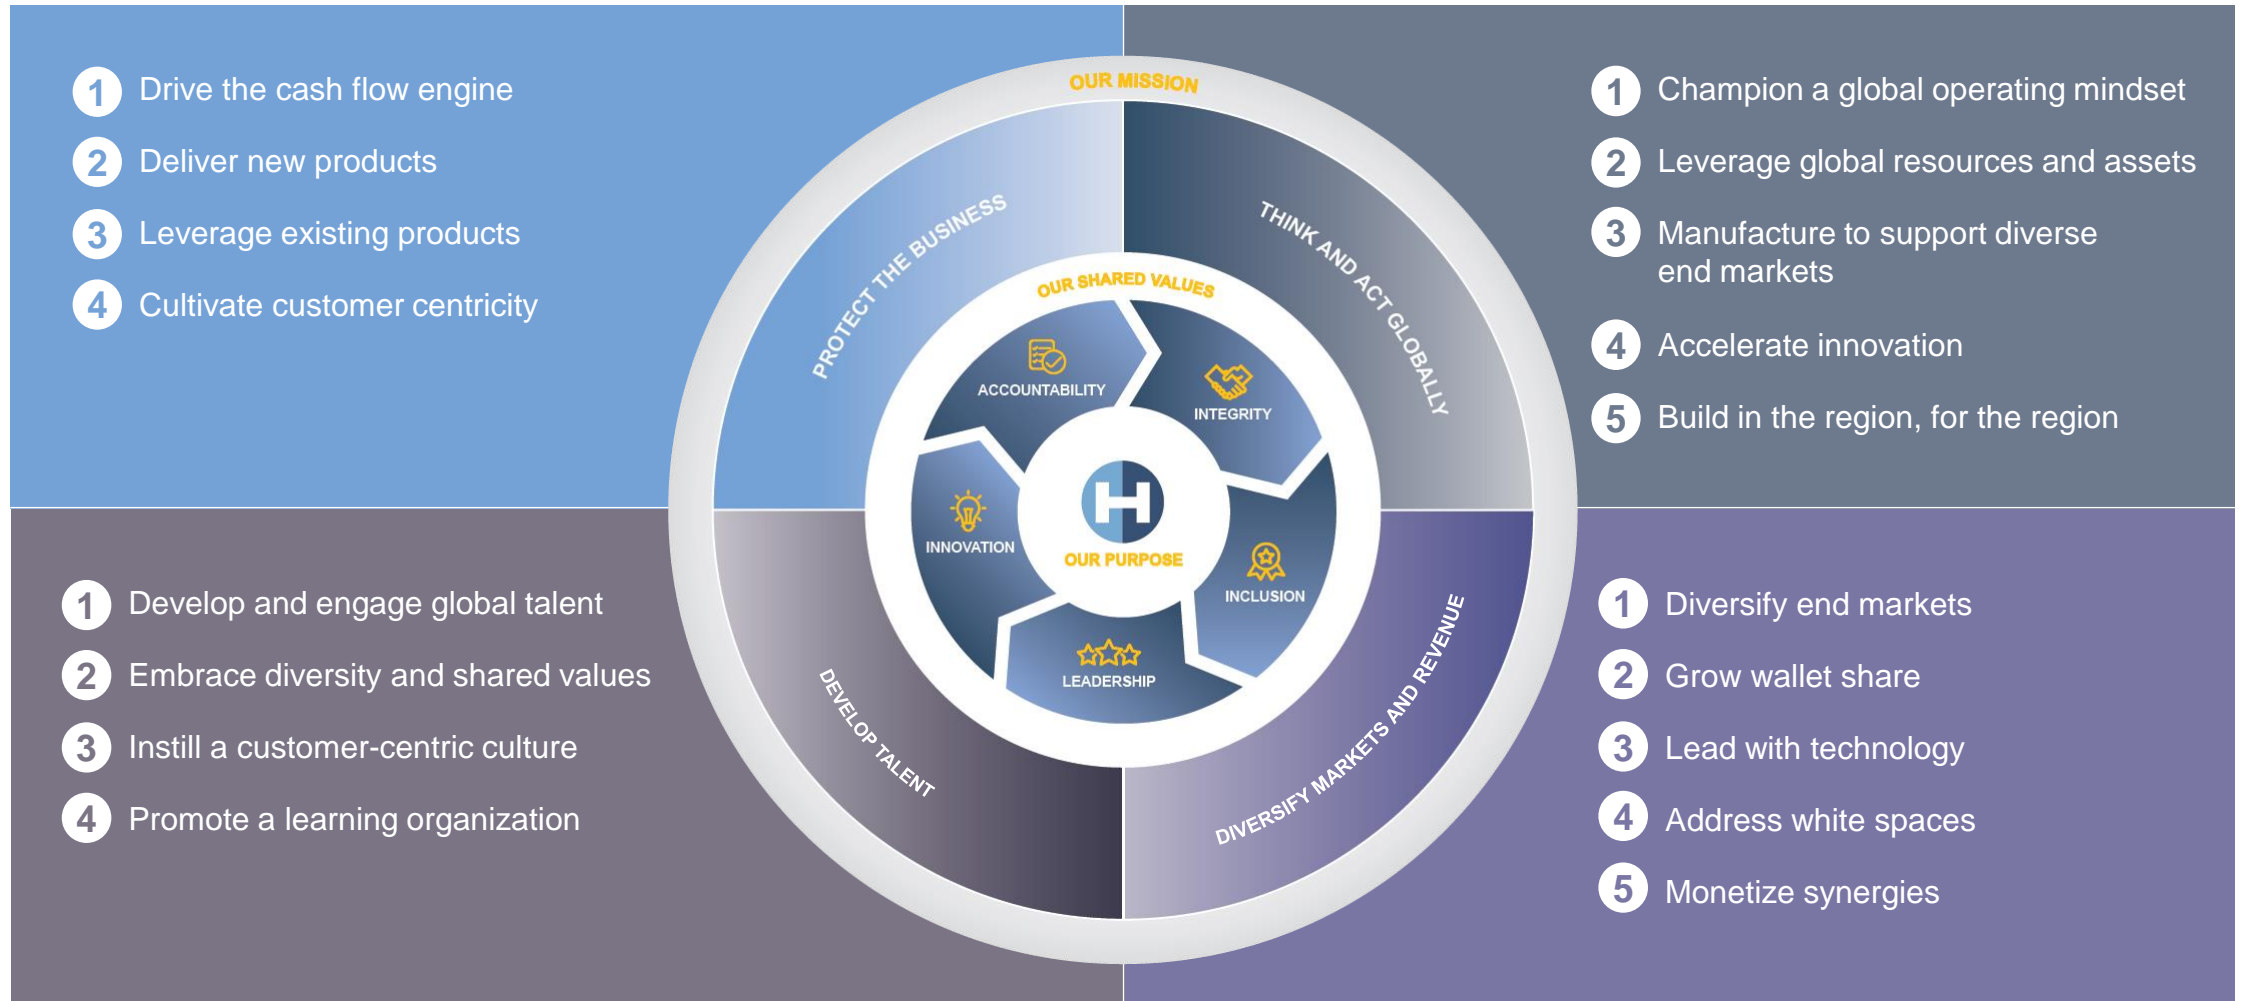 1 Drive the cash flow engine
2 Deliver new products
3 Leverage existing products
4 Cultivate customer centricity
OUR MISSION
PROTECT THE BUSINESS
THINK AND ACT GLOBALLY
OUR SHARED VALUES
ACCOUNTABILITY
INTEGRITY
INNOVATION
INCLUSION
LEADERSHIP
H
OUR PURPOSE
DEVELOP TALENT
DIVERSIFY MARKETS AND REVENUE
1 Champion a global operating mindset
2 Leverage global resources and assets
3 Manufacture to support diverse
end markets
4 Accelerate innovation
5 Build in the region, for the region
1 Develop and engage global talent
2 Embrace diversity and shared values
3 Instill a customer-centric culture
4 Promote a learning organization
1 Diversify end markets
2 Grow wallet share
3 Lead with technology
4 Address white spaces
5 Monetize synergies